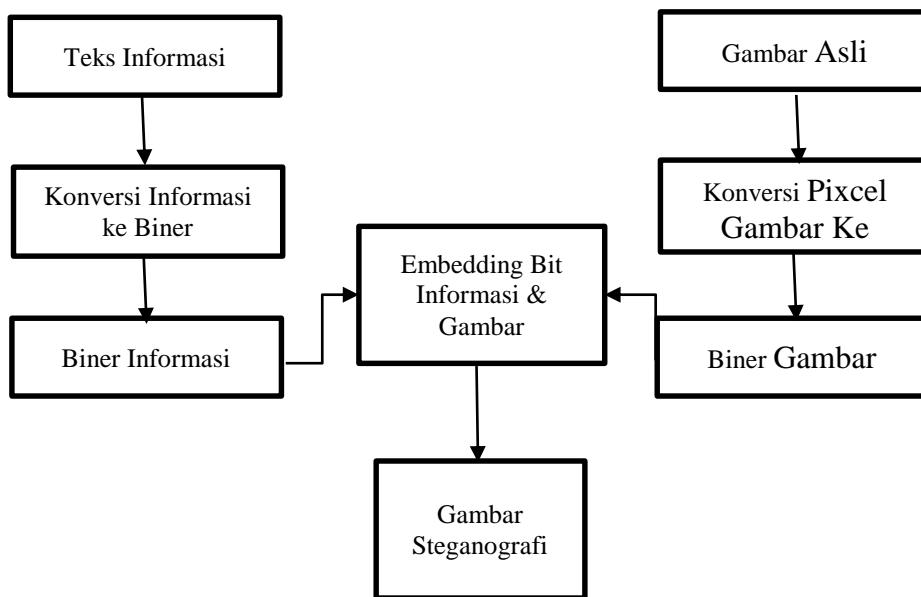 Teks Informasi
Gambar Asli
Konversi Informasi
ke Biner
Konversi Pixcel
Gambar Ke
Embedding Bit
Informasi &
Gambar
Biner Informasi
Biner Gambar
Gambar
Steganografi